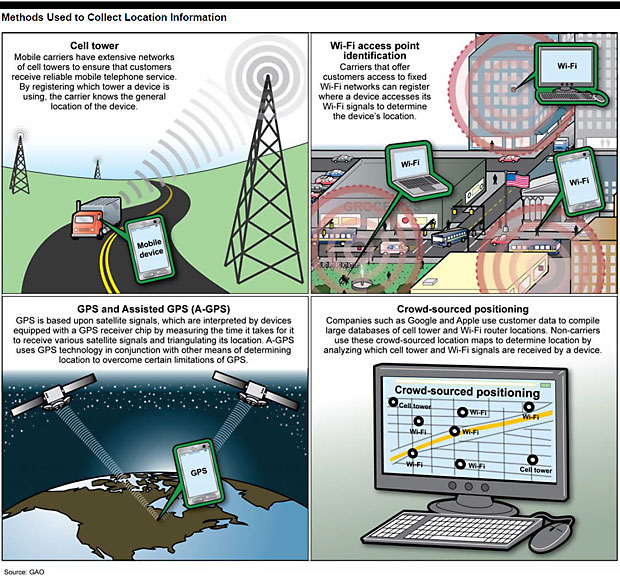 Methods Used to Collect Location Information
Cell tower
Mobile carriers have extensive networks
of cell towers to ensure that customers
receive reliable mobile telephone service.
By registering which tower a device is
using, the carrier knows the general
location of the device.
Mobile
device
Wi-Fi access point
identification
Carriers that offer
customers access to fixed
Wi-Fi networks can register
where a device accesses its
Wi-Fi signals to determine
the device's location.
Wi-Fi
Wi-Fi
Wi-Fi
GPS and Assisted GPS (A-GPS)
GPS is based upon satellite signals, which are interpreted by devices
equipped with a GPS receiver chip by measuring the time it takes for it
to receive various satellite signals and triangulating its location. A-GPS
uses GPS technology in conjunction with other means of determining
location to overcome certain limitations of GPS.
GPS
Crowd-sourced positioning
Companies such as Google and Apple use customer data to compile
large databases of cell tower and Wi-Fi router locations. Non-carriers
use these crowd-sourced location maps to determine location by
analyzing which cell tower and Wi-Fi signals are received by a device.
Crowd-sourced positioning
Cell tower
Wi-Fi
Wi-Fi
Wi-Fi
Wi-Fi
Wi-Fi
Wi-Fi
Cell tower
Source: GAO